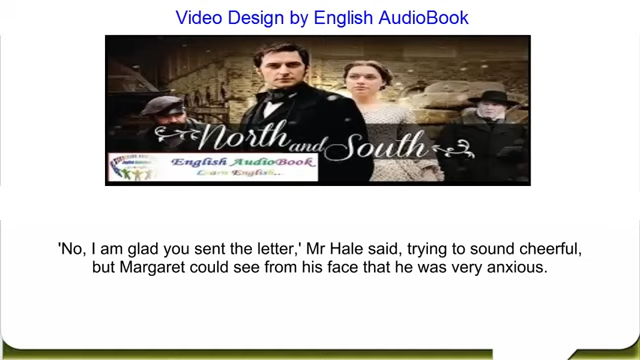 Video Design by English AudioBook
North and South
English AudioBook
Learn English...
'No, I am glad you sent the letter,' Mr Hale said, trying to sound cheerful,
but Margaret could see from his face that he was very anxious.